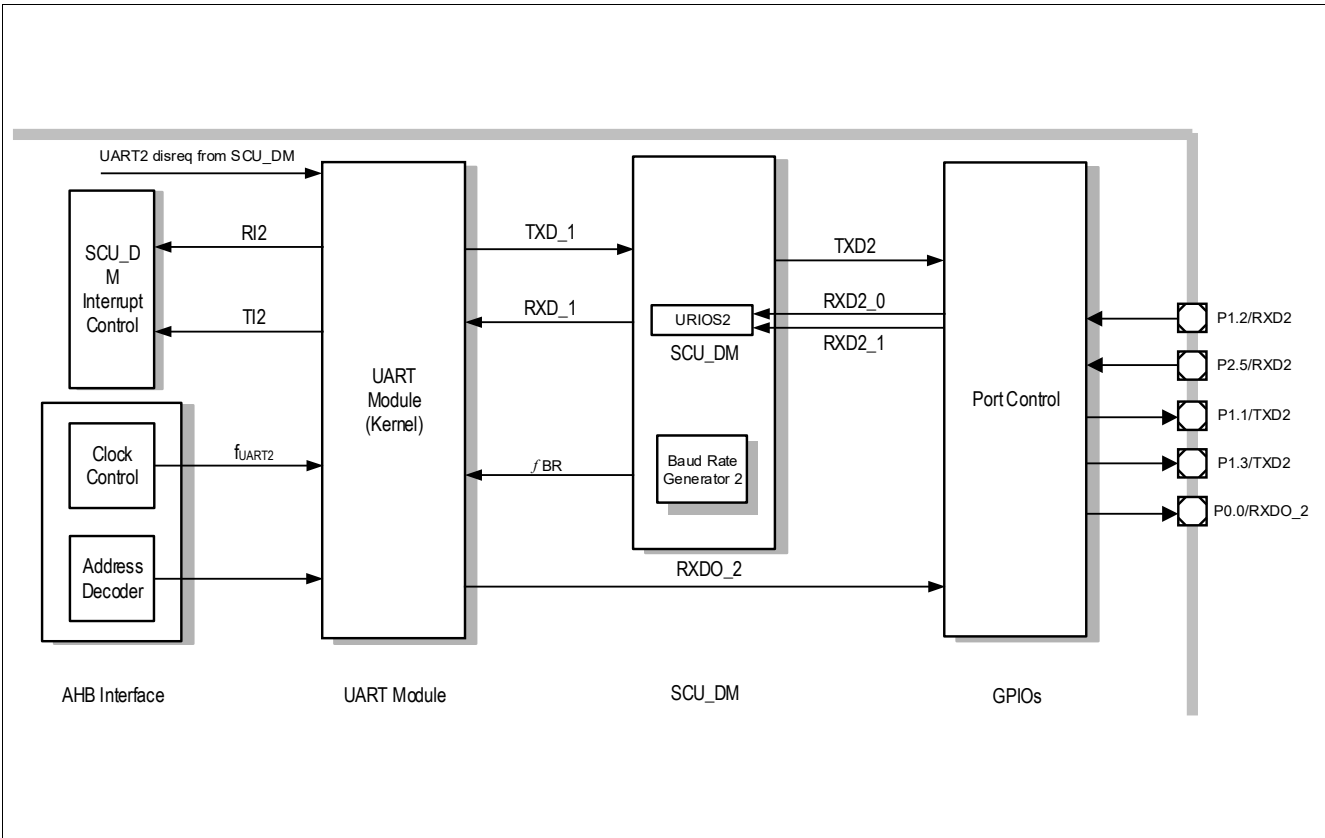 UART2 disreq from SCU_DM
SCU_D
M
Interrupt
Control
RI2
TI2
Clock
Control
fUART2
Address
Decoder
AHB Interface
UART
Module
(Kernel)
UART Module
TXD_1
RXD_1
fBR
RXDO_2
URIOS2
SCU_DM
Baud Rate
Generator 2
SCU_DM
TXD2
RXD2_0
RXD2_1
Port Control
GPIOs
P1.2/RXD2
P2.5/RXD2
P1.1/TXD2
P1.3/TXD2
P0.0/RXDO_2